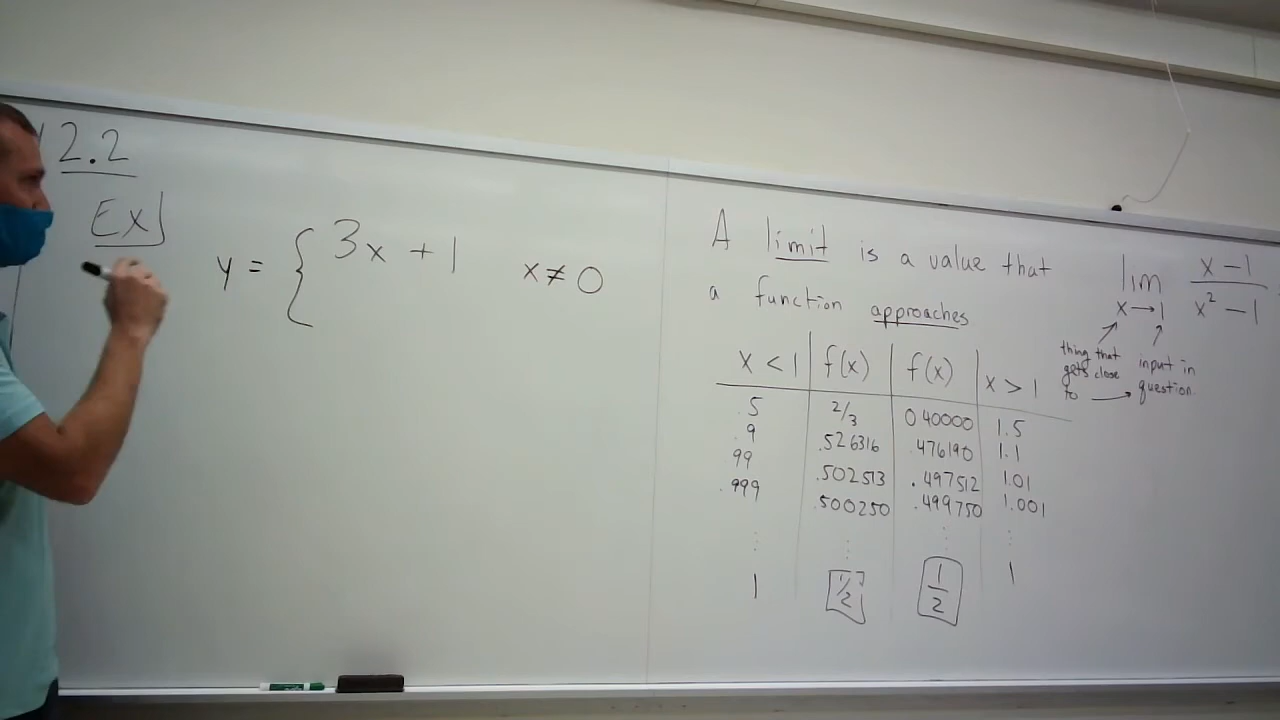 2.2
Ex
y = { 3x + 1 x ≠ 0
A limit is a value that
a function approaches
lim x→1 (x − 1)/(x² − 1)
thing that
gets close
to →
input in
question.
x < 1 | f(x) | f(x) | x > 1
.5 | 2/3 | 0.40000 | 1.5
.9 | .526316 | .476190 | 1.1
.99 | .502513 | .497512 | 1.01
.999 | .500250 | .499750 | 1.001
⋮ | ⋮ | ⋮ | ⋮
1 | 1/2 | 1/2 | 1